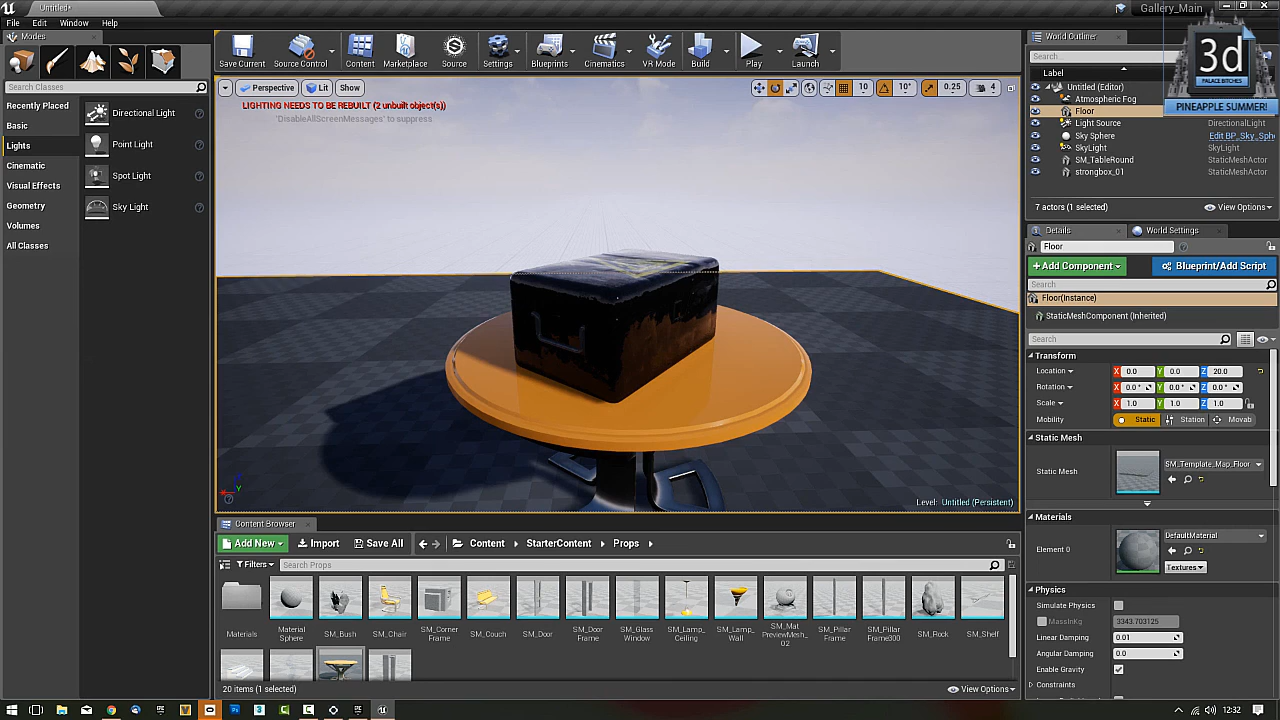 Untitled*
Gallery_Main
File Edit Window Help
Modes
Search Classes
Recently Placed
Basic
Lights
Cinematic
Visual Effects
Geometry
Volumes
All Classes
Directional Light
Point Light
Spot Light
Sky Light
Save Current
Source Control
Content
Marketplace
Settings
Blueprints
Cinematics
VR Mode
Build
Play
Launch
Perspective Lit Show
10 10° 0.25 4
LIGHTING NEEDS TO BE REBUILT (2 unbuilt object(s))
'DisableAllScreenMessages' to suppress
Level: Untitled (Persistent)
World Outliner
Search
Label
Untitled (Editor)
Atmospheric Fog
Floor
Light Source DirectionalLight
Sky Sphere Edit BP_Sky_Sph
SkyLight SkyLight
SM_TableRound StaticMeshActor
strongbox_01 StaticMeshActor
7 actors (1 selected) View Options
3d
PALACE BITCHES
PINEAPPLE SUMMER!
Details World Settings
Floor
+ Add Component Blueprint/Add Script
Search
Floor(Instance)
StaticMeshComponent (Inherited)
Search
Transform
Location X 0.0 Y 0.0 Z 20.0
Rotation X 0.0 ° Y 0.0 ° Z 0.0 °
Scale X 1.0 Y 1.0 Z 1.0
Mobility Static Station Movab
Static Mesh
Static Mesh SM_Template_Map_Floor
Materials
Element 0 DefaultMaterial
Textures
Physics
Simulate Physics
MassInKg 3343.703125
Linear Damping 0.01
Angular Damping 0.0
Enable Gravity
Constraints
Content Browser
Add New Import Save All Content StarterContent Props
Filters Search Props
Materials
Material Sphere
SM_Bush
SM_Chair
SM_Corner Frame
SM_Couch
SM_Door
SM_Door Frame
SM_Glass Window
SM_Lamp_ Ceiling
SM_Lamp_ Wall
SM_Mat PreviewMesh_ 02
SM_Pillar Frame
SM_Pillar Frame300
SM_Rock
SM_Shelf
20 items (1 selected) View Options
12:32